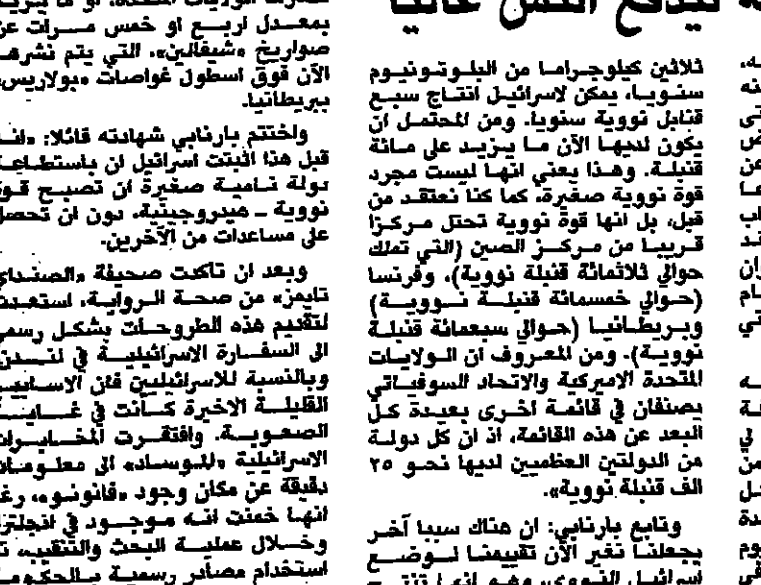 ليدفع الثمن غاليا
ثلاثين كيلوجراما من البلوتونيوم
سنويا، يمكن لاسرائيل انتاج سبع
قنابل نووية سنويا. ومن المحتمل ان
يكون لديها الآن ما يزيد على مائة
قنبلة. وهذا يعني انها ليست مجرد
قوة نووية صغيرة، كما كنا نعتقد من
قبل، بل انها قوة نووية تحتل مركزا
قريبا من مركز الصين (التي تملك
حوالي ثلاثمائة قنبلة نووية)، وفرنسا
(حوالي خمسمائة قنبلة نووية)
وبريطانيا (حوالي سبعمائة قنبلة
نووية). ومن المعروف ان الولايات
المتحدة الاميركية والاتحاد السوفياتي
يصنفان في قائمة اخرى بعيدة كل
البعد عن هذه القائمة، اذ ان كل دولة
من الدولتين العظميين لديها نحو ٢٥
الف قنبلة نووية».
وتابع بارنابي: ان هناك سببا آخر
يجعلنا نغير الآن تقييمنا لوضع
اسرائيل النووي، وهو انها تنتج
بمعدل اربع او خمس مرات عن
صواريخ «شيفالين»، التي يتم نشرها
الآن فوق اسطول غواصات «بولاريس»
ببريطانيا.
واختتم بارنابي شهادته قائلا: «انه
قبل هذا اثبتت اسرائيل ان باستطاعة
دولة نامية صغيرة ان تصبح قوة
نووية - هيدروجينية، دون ان تحصل
على مساعدات من الآخرين.
وبعد ان تأكدت صحيفة «الصنداي
تايمز» من صحة الرواية، استعدت
لتقديم هذه الطروحات بشكل رسمي
الى السفارة الاسرائيلية في لندن.
وبالنسبة للاسرائيليين فان الاسابيع
القليلة الاخيرة كانت في غاية
الصعوبة. وافتقرت المخابرات
الاسرائيلية «الموساد» الى معلومات
دقيقة عن مكان وجود «فانونو»، رغم
انها خمنت انه موجود في انجلترا
وخلال عملية البحث والتنقيب،
استخدام مصادر رسمية بالحكومة